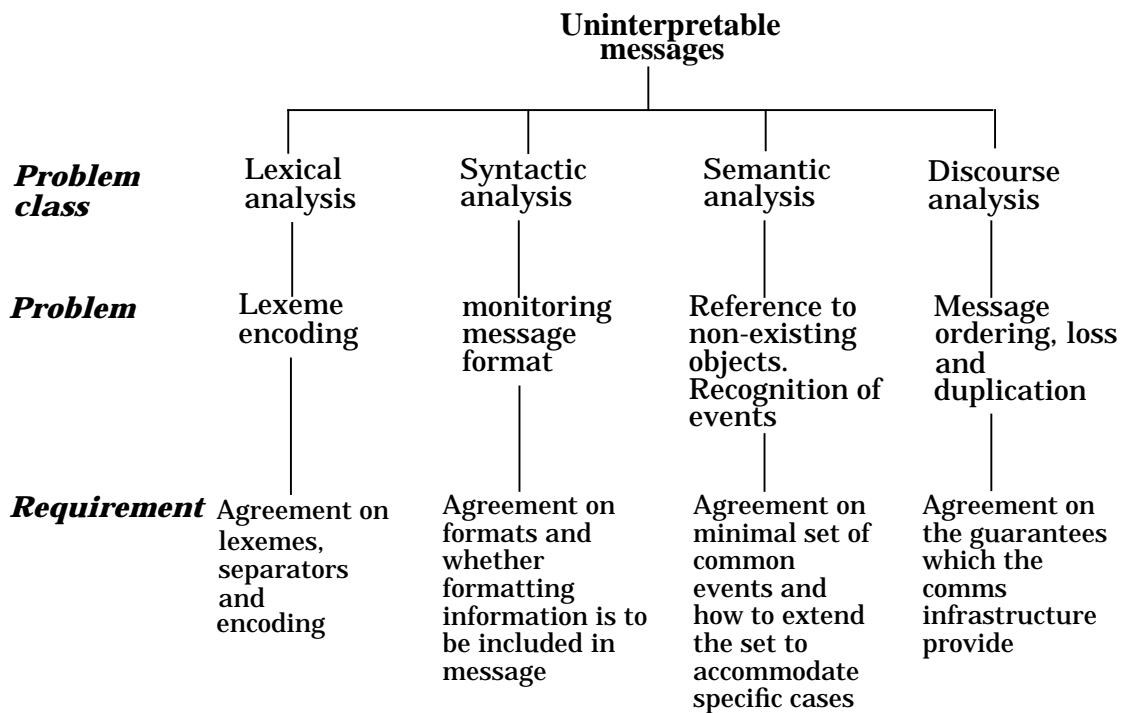 Uninterpretable
messages
Problem
class
Lexical
analysis
Syntactic
analysis
Semantic
analysis
Discourse
analysis
Problem
Lexeme
encoding
monitoring
message
format
Reference to
non-existing
objects.
Recognition of
events
Message
ordering, loss
and
duplication
Requirement
Agreement on
lexemes,
separators
and
encoding
Agreement on
formats and
whether
formatting
information is to
be included in
message
Agreement on
minimal set of
common
events and
how to extend
the set to
accommodate
specific cases
Agreement on
the guarantees
which the
comms
infrastructure
provide